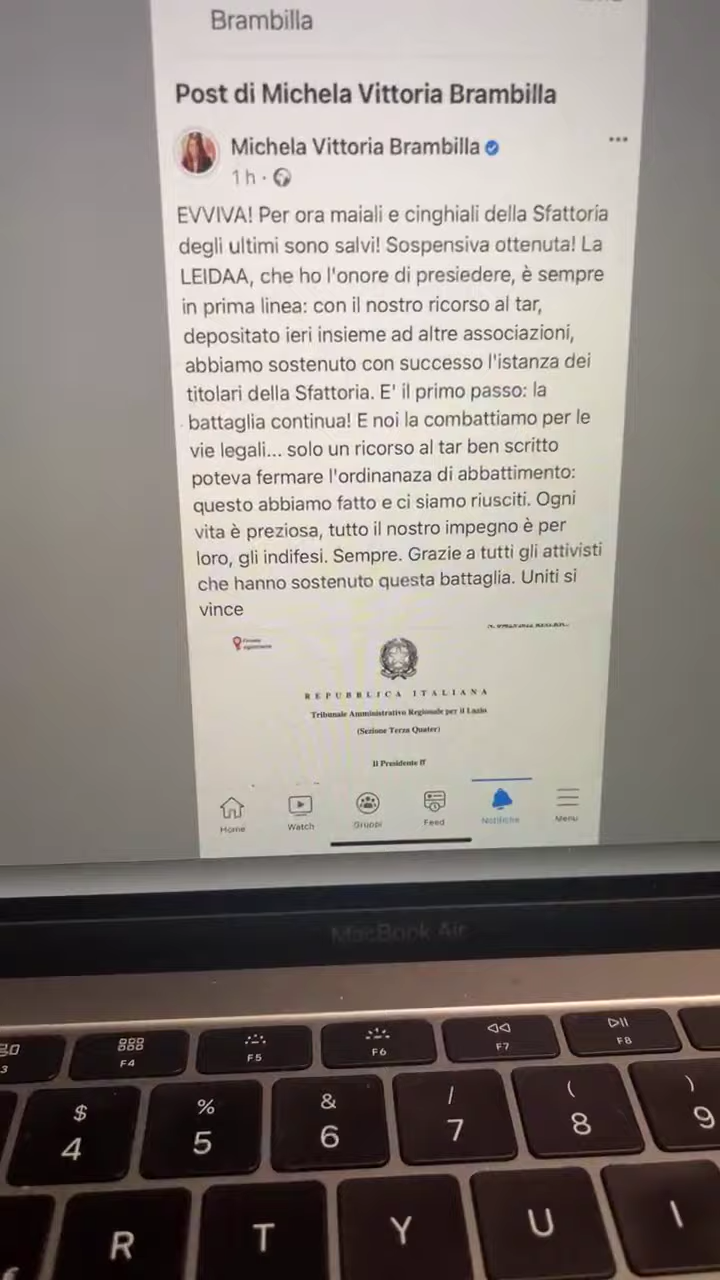 Brambilla
Post di Michela Vittoria Brambilla
Michela Vittoria Brambilla
1 h
EVVIVA! Per ora maiali e cinghiali della Sfattoria
degli ultimi sono salvi! Sospensiva ottenuta! La
LEIDAA, che ho l'onore di presiedere, è sempre
in prima linea: con il nostro ricorso al tar,
depositato ieri insieme ad altre associazioni,
abbiamo sostenuto con successo l'istanza dei
titolari della Sfattoria. E' il primo passo: la
battaglia continua! E noi la combattiamo per le
vie legali... solo un ricorso al tar ben scritto
poteva fermare l'ordinanaza di abbattimento:
questo abbiamo fatto e ci siamo riusciti. Ogni
vita è preziosa, tutto il nostro impegno è per
loro, gli indifesi. Sempre. Grazie a tutti gli attivisti
che hanno sostenuto questa battaglia. Uniti si
vince
REPUBBLICA ITALIANA
Tribunale Amministrativo Regionale per il Lazio
(Sezione Terza Quater)
Il Presidente ff
Home Watch Gruppi Feed Notifiche Menu
MacBook Air
3 F4 F5 F6 F7 F8
$ % & / ( )
4 5 6 7 8 9
R T Y U I